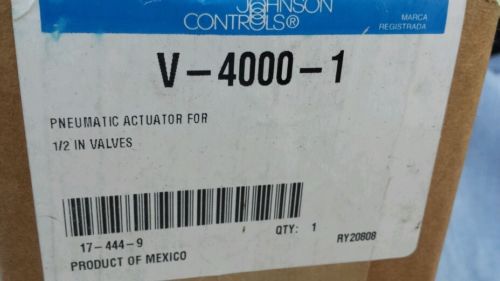 JOHNSON
CONTROLS®
MARCA
REGISTRADA
V-4000-1
PNEUMATIC ACTUATOR FOR
1/2 IN VALVES
17-444-9
QTY: 1
RY20808
PRODUCT OF MEXICO